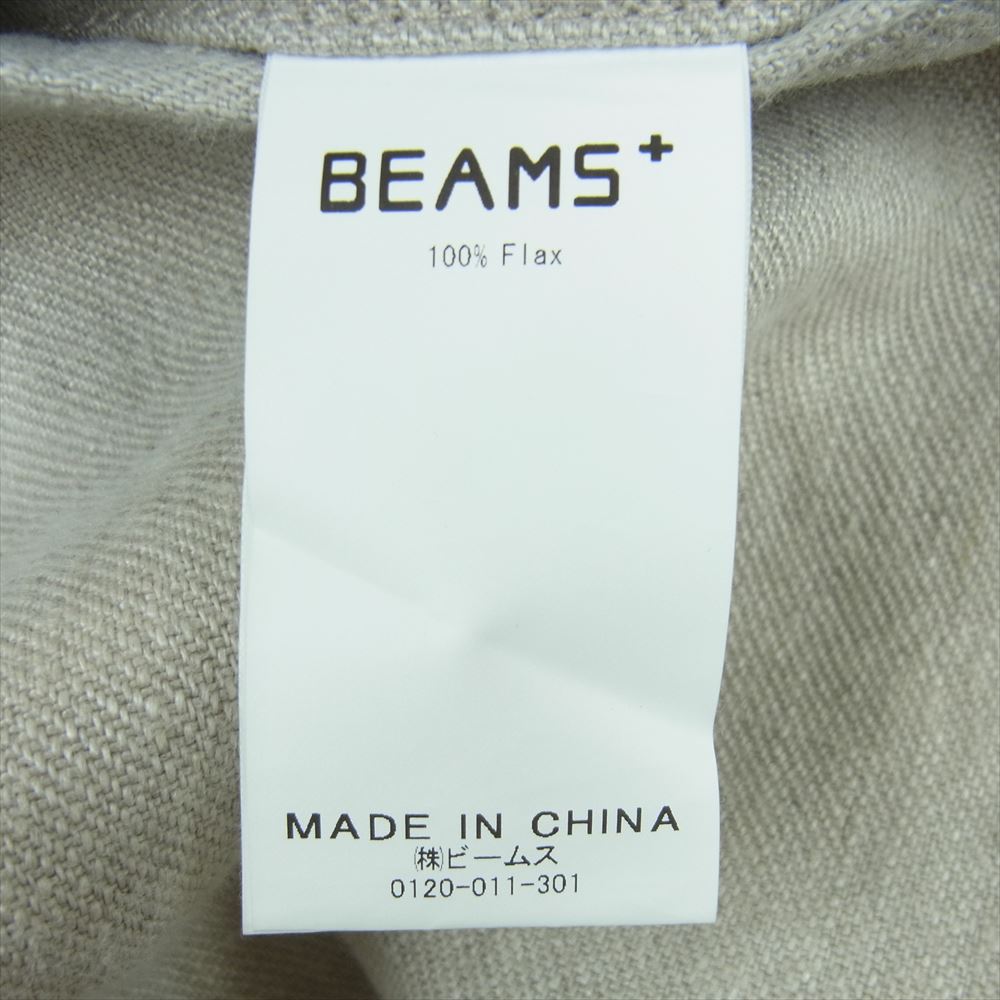 BEAMS+
100% Flax
MADE IN CHINA
㈱ビームス
0120-011-301